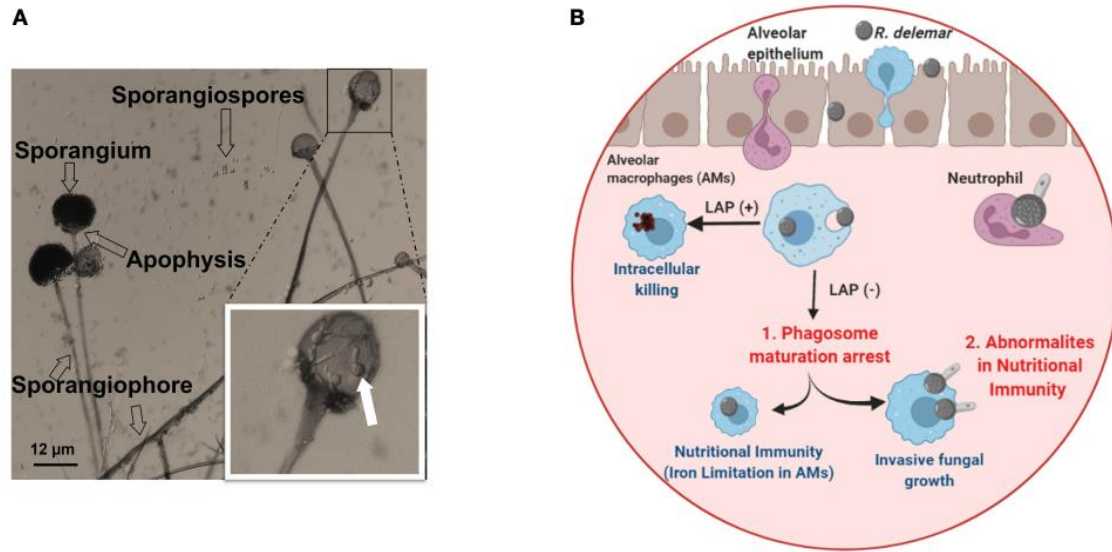 A
Sporangiospores
Sporangium
Apophysis
Sporangiophore
12 µm
B
Alveolar
epithelium
R. delemar
Alveolar
macrophages (AMs)
Neutrophil
LAP (+)
Intracellular
killing
LAP (-)
1. Phagosome
maturation arrest
2. Abnormalites
in Nutritional
Immunity
Nutritional Immunity
(Iron Limitation in AMs)
Invasive fungal
growth